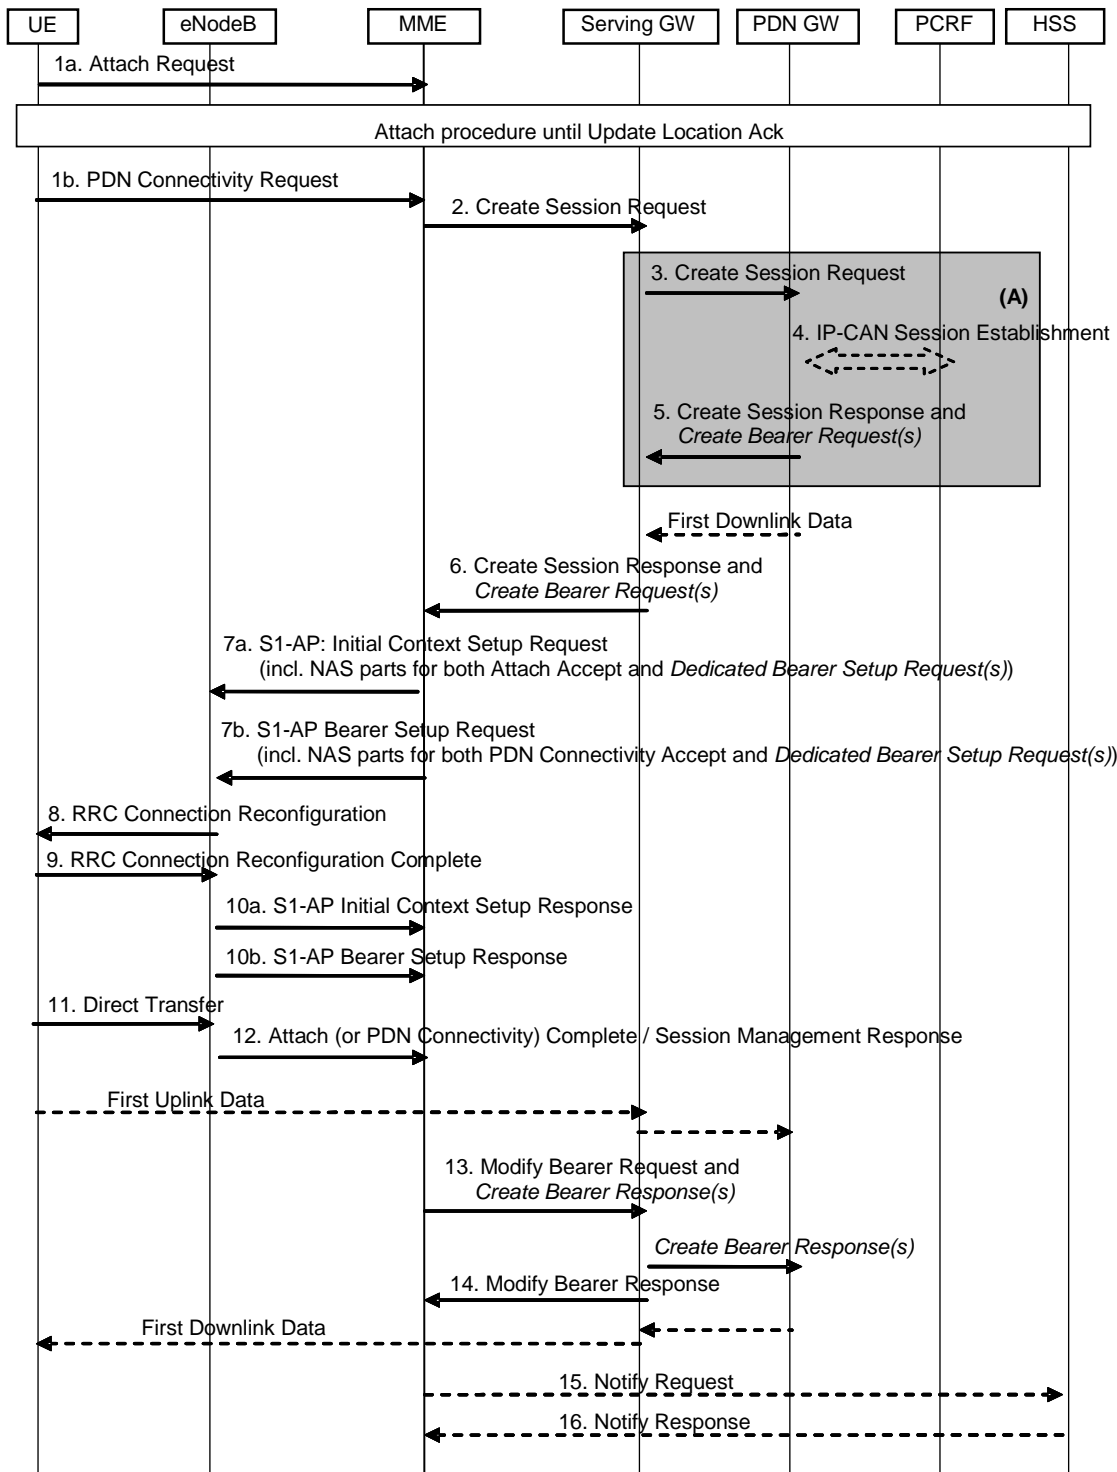 UE eNodeB MME Serving GW PDN GW PCRF HSS
1a. Attach Request
Attach procedure until Update Location Ack
1b. PDN Connectivity Request
2. Create Session Request
3. Create Session Request
(A)
4. IP-CAN Session Establishment
5. Create Session Response and
Create Bearer Request(s)
First Downlink Data
6. Create Session Response and
Create Bearer Request(s)
7a. S1-AP: Initial Context Setup Request
(incl. NAS parts for both Attach Accept and Dedicated Bearer Setup Request(s))
7b. S1-AP Bearer Setup Request
(incl. NAS parts for both PDN Connectivity Accept and Dedicated Bearer Setup Request(s))
8. RRC Connection Reconfiguration
9. RRC Connection Reconfiguration Complete
10a. S1-AP Initial Context Setup Response
10b. S1-AP Bearer Setup Response
11. Direct Transfer
12. Attach (or PDN Connectivity) Complete / Session Management Response
First Uplink Data
13. Modify Bearer Request and
Create Bearer Response(s)
Create Bearer Response(s)
14. Modify Bearer Response
First Downlink Data
15. Notify Request
16. Notify Response